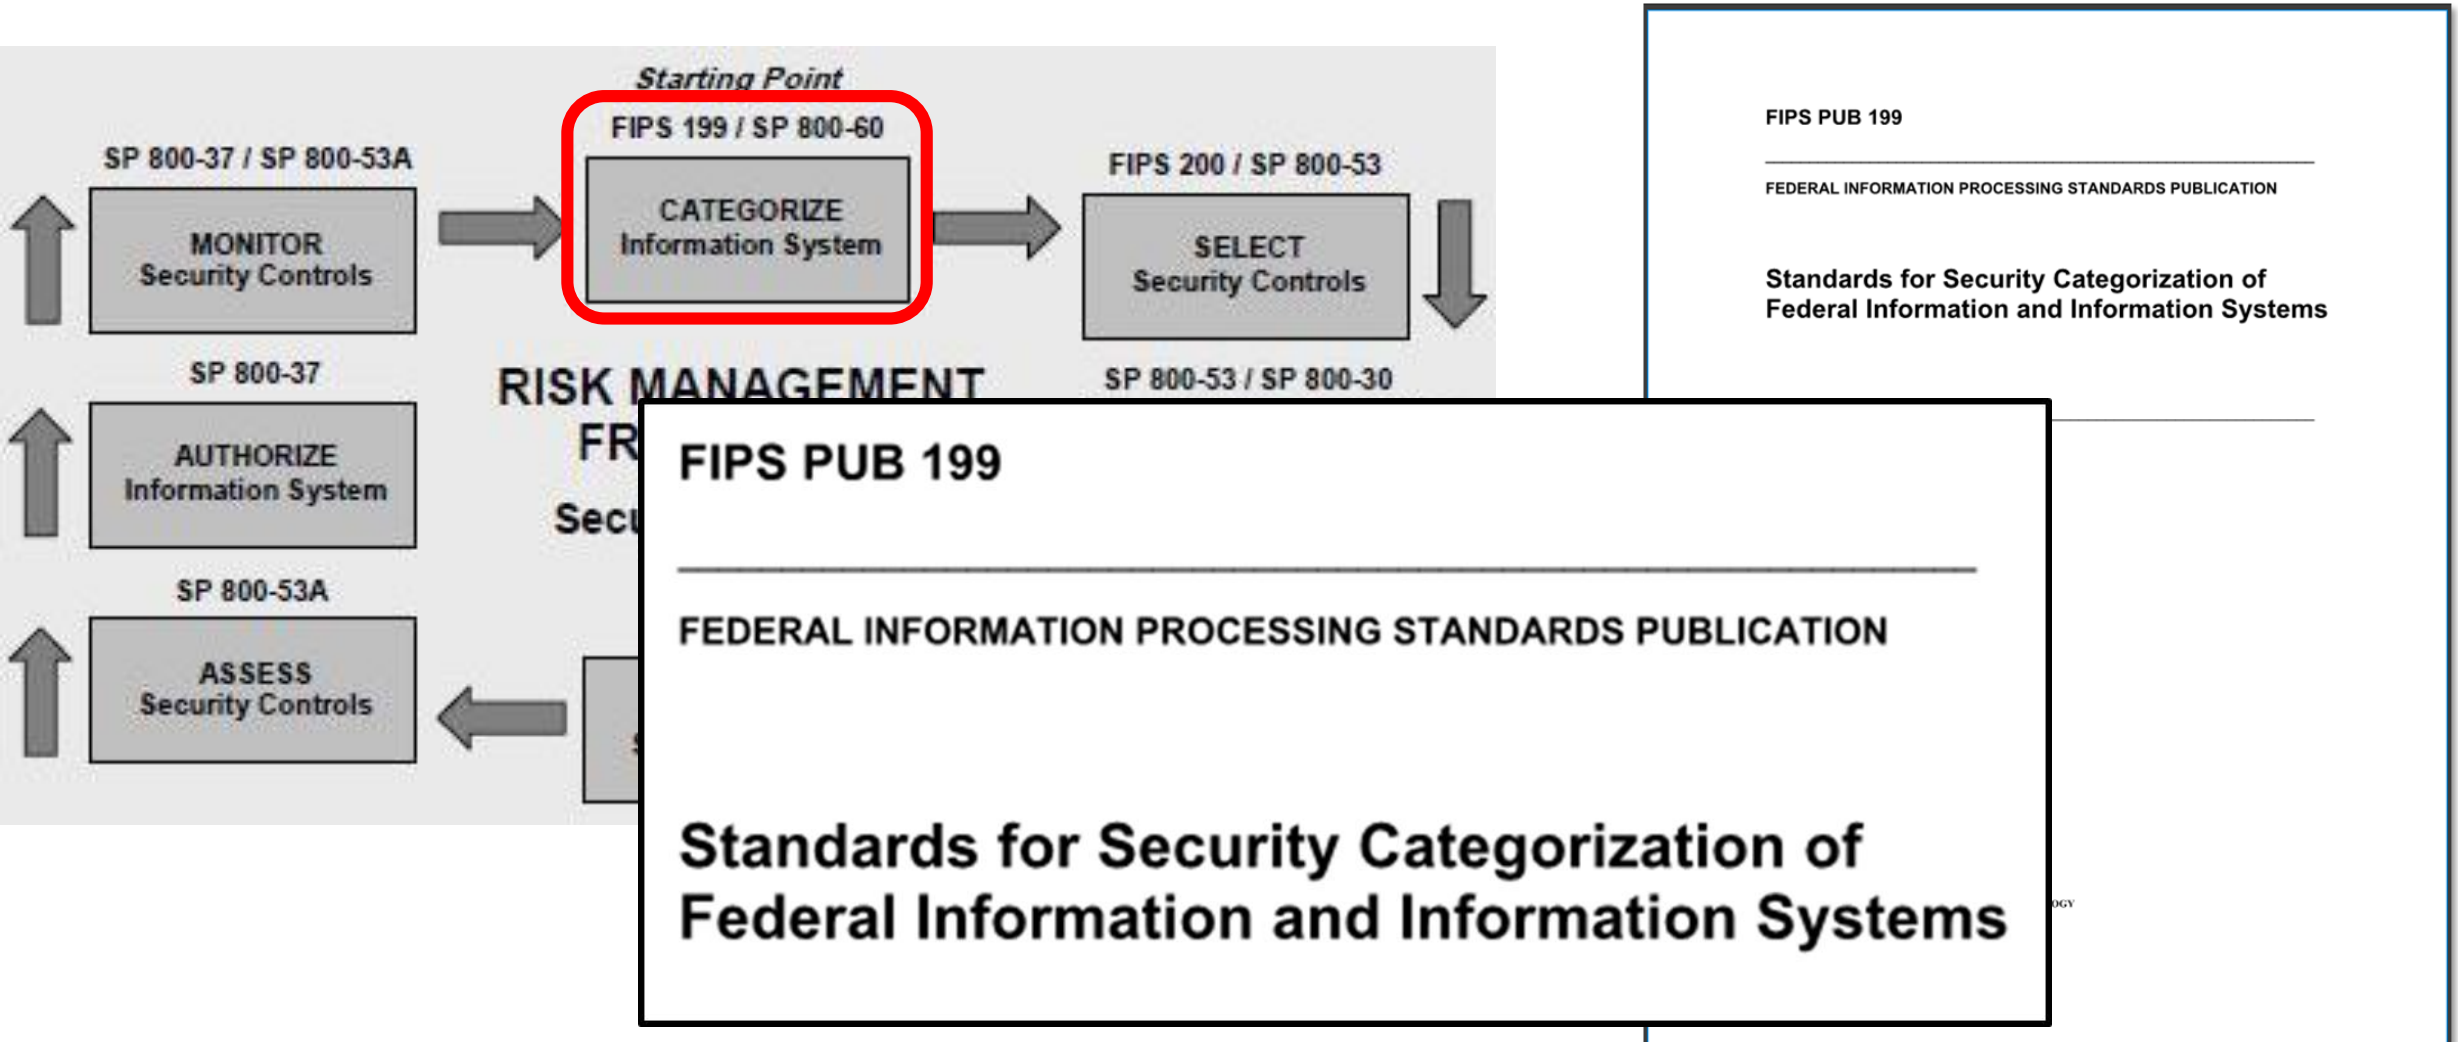 Starting Point
FIPS 199 / SP 800-60
CATEGORIZE
Information System
SP 800-37 / SP 800-53A
MONITOR
Security Controls
FIPS 200 / SP 800-53
SELECT
Security Controls
SP 800-37
AUTHORIZE
Information System
RISK MANAGEMENT
FR
Secu
SP 800-53 / SP 800-30
SP 800-53A
ASSESS
Security Controls
FIPS PUB 199
FEDERAL INFORMATION PROCESSING STANDARDS PUBLICATION
Standards for Security Categorization of
Federal Information and Information Systems
FIPS PUB 199
FEDERAL INFORMATION PROCESSING STANDARDS PUBLICATION
Standards for Security Categorization of
Federal Information and Information Systems
OGY